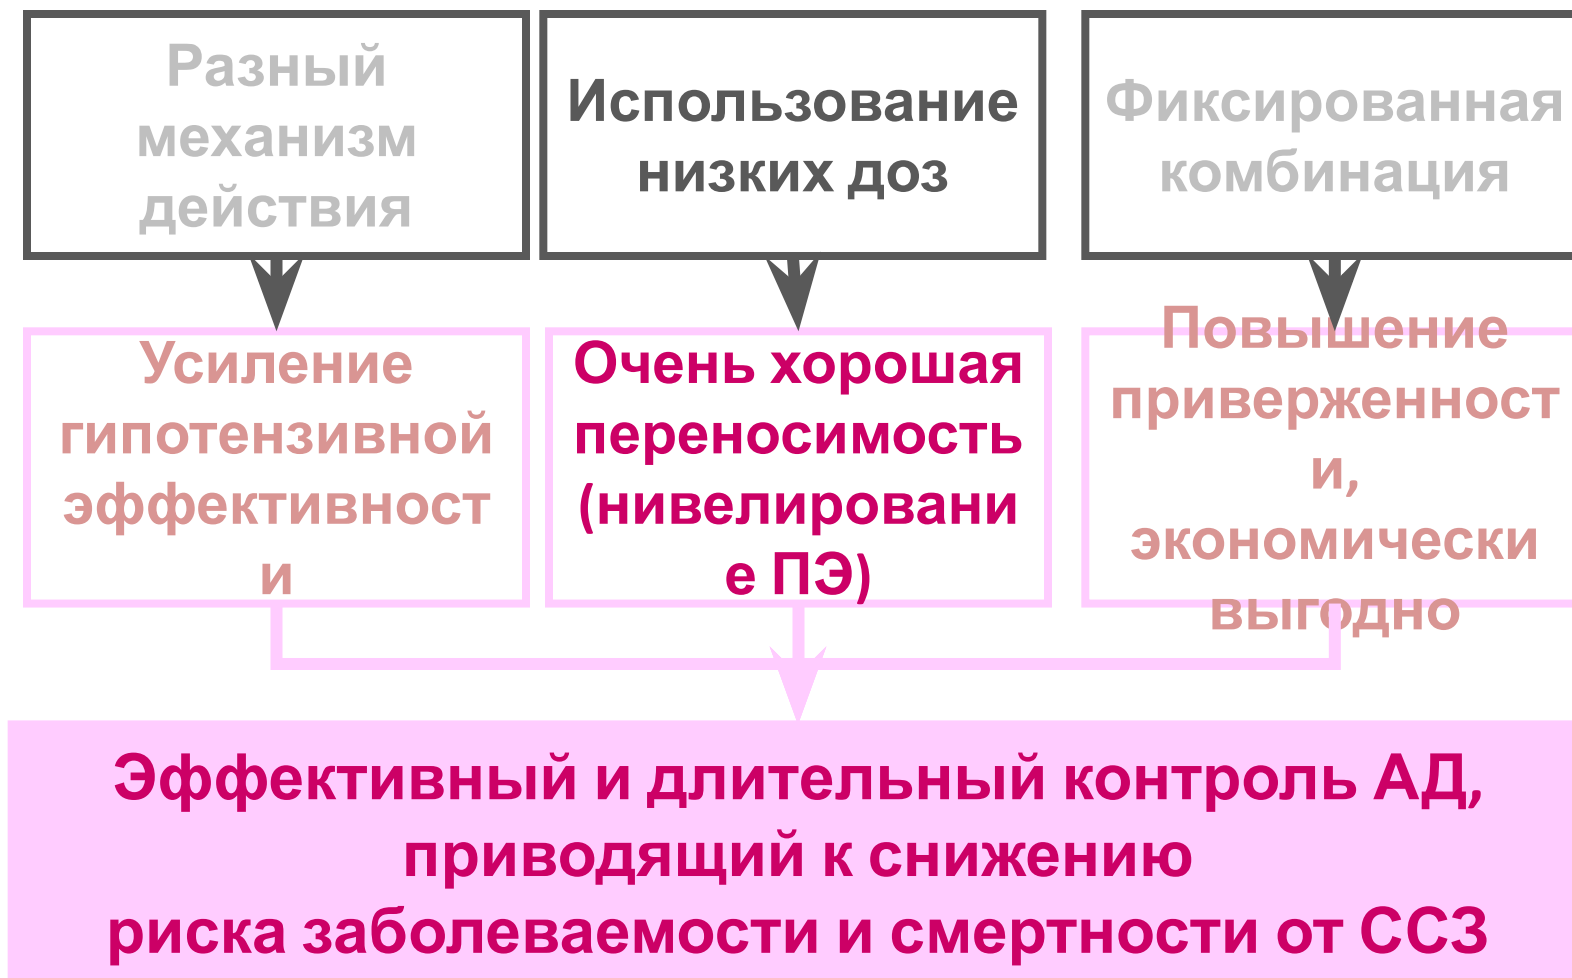 Разный
механизм
действия
Использование
низких доз
Фиксированная
комбинация
Усиление
гипотензивной
эффективност
и
Очень хорошая
переносимость
(нивелировани
е ПЭ)
Повышение
приверженност
и,
экономически
выгодно
Эффективный и длительный контроль АД,
приводящий к снижению
риска заболеваемости и смертности от ССЗ